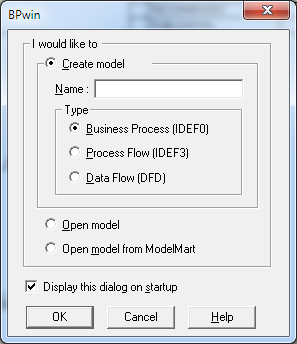 BPwin
I would like to
Create model
Name :
Type
Business Process (IDEF0)
Process Flow (IDEF3)
Data Flow (DFD)
Open model
Open model from ModelMart
Display this dialog on startup
OK Cancel Help